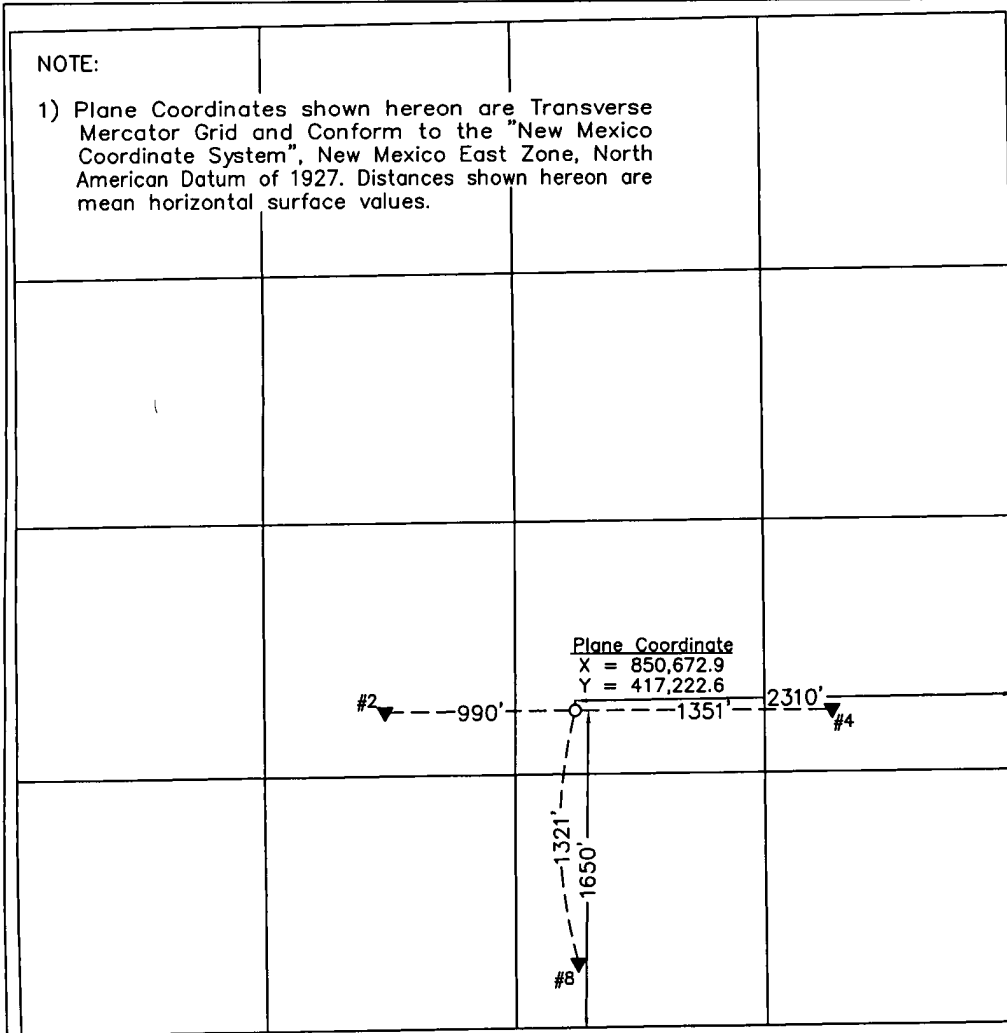 NOTE:
1) Plane Coordinates shown hereon are Transverse
Mercator Grid and Conform to the "New Mexico
Coordinate System", New Mexico East Zone, North
American Datum of 1927. Distances shown hereon are
mean horizontal surface values.
Plane Coordinate
X = 850,672.9
Y = 417,222.6
#2
990'
1351'
2310'
#4
1321'
1650'
#8